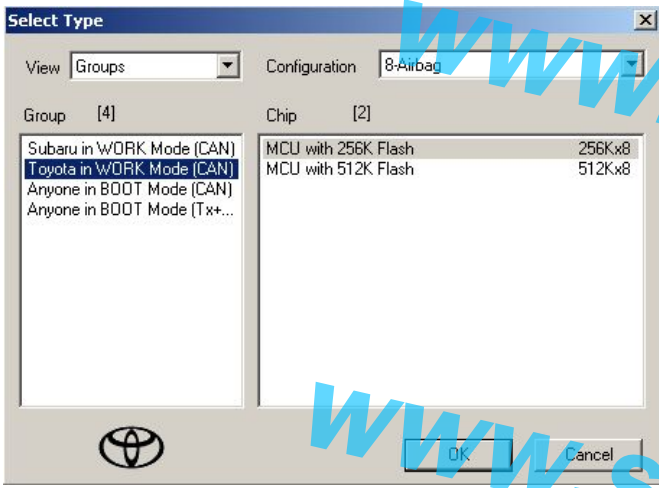 Select Type
View Groups Configuration 8-Airbag
Group [4] Chip [2]
Subaru in WORK Mode (CAN)
Toyota in WORK Mode (CAN)
Anyone in BOOT Mode (CAN)
Anyone in BOOT Mode (Tx+...
MCU with 256K Flash 256Kx8
MCU with 512K Flash 512Kx8
OK Cancel
www.
www.s